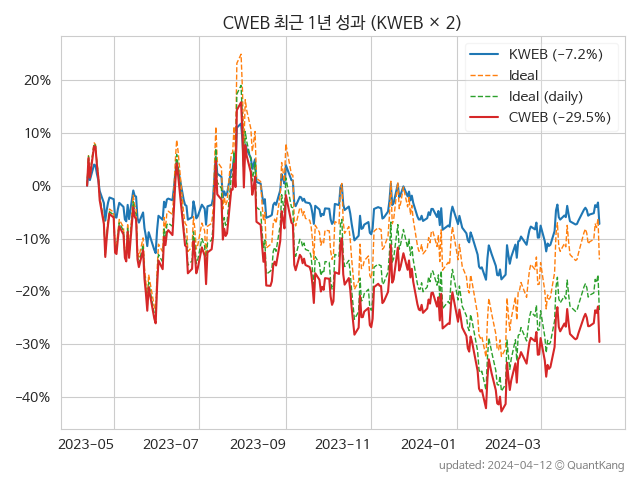 CWEB 최근 1년 성과 (KWEB × 2)
KWEB (−7.2%)
Ideal
Ideal (daily)
CWEB (−29.5%)
20%
10%
0%
−10%
−20%
−30%
−40%
2023-05 2023-07 2023-09 2023-11 2024-01 2024-03
updated: 2024-04-12 © QuantKang